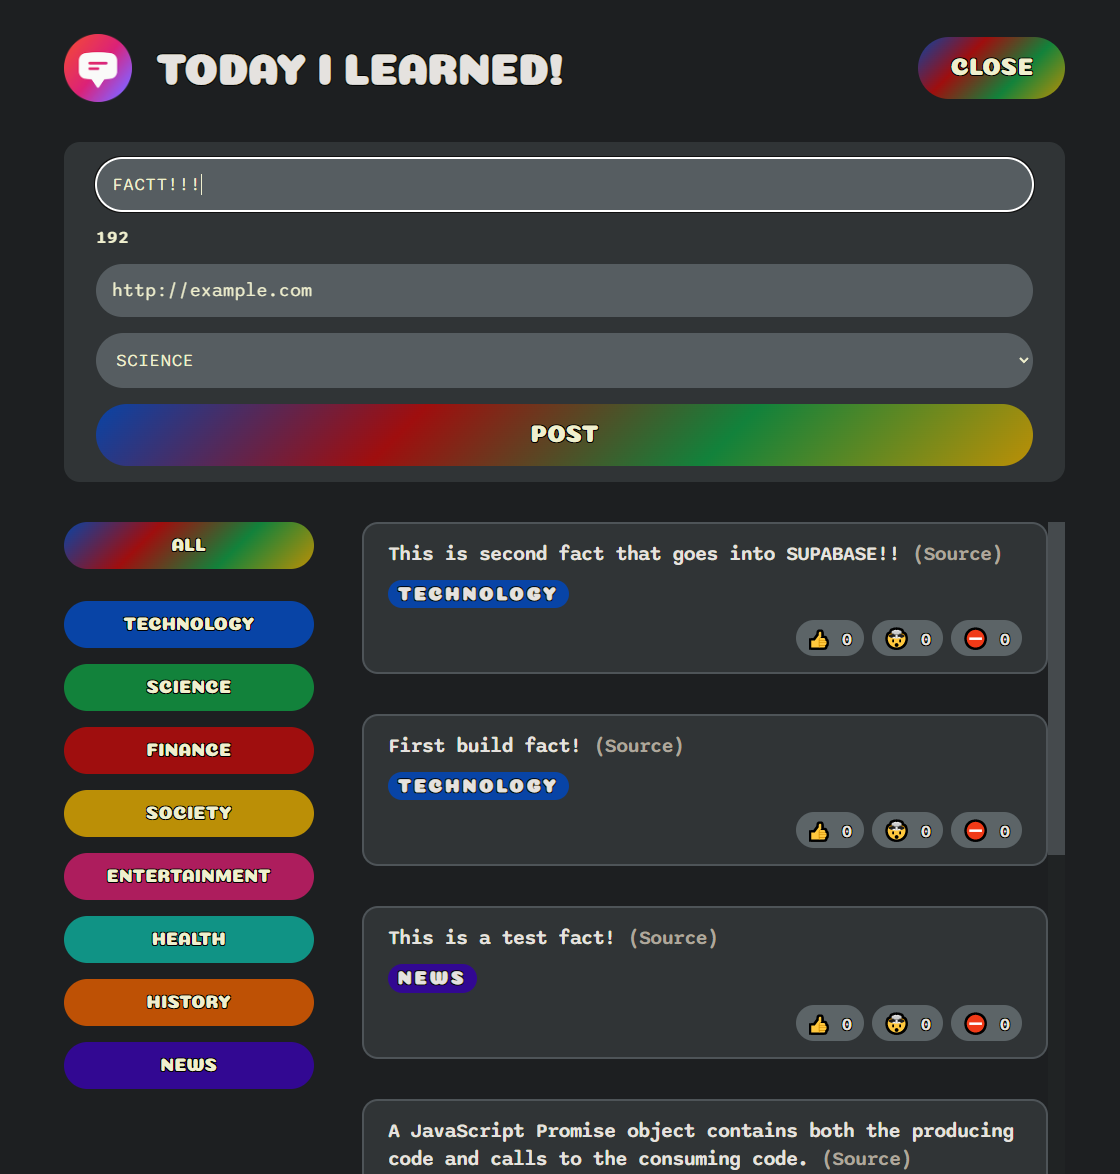 TODAY I LEARNED!
CLOSE
FACTT!!!
192
http://example.com
SCIENCE
POST
ALL
TECHNOLOGY
SCIENCE
FINANCE
SOCIETY
ENTERTAINMENT
HEALTH
HISTORY
NEWS
This is second fact that goes into SUPABASE!! (Source)
TECHNOLOGY
👍 0 🤯 0 ⛔ 0
First build fact! (Source)
TECHNOLOGY
👍 0 🤯 0 ⛔ 0
This is a test fact! (Source)
NEWS
👍 0 🤯 0 ⛔ 0
A JavaScript Promise object contains both the producing
code and calls to the consuming code. (Source)